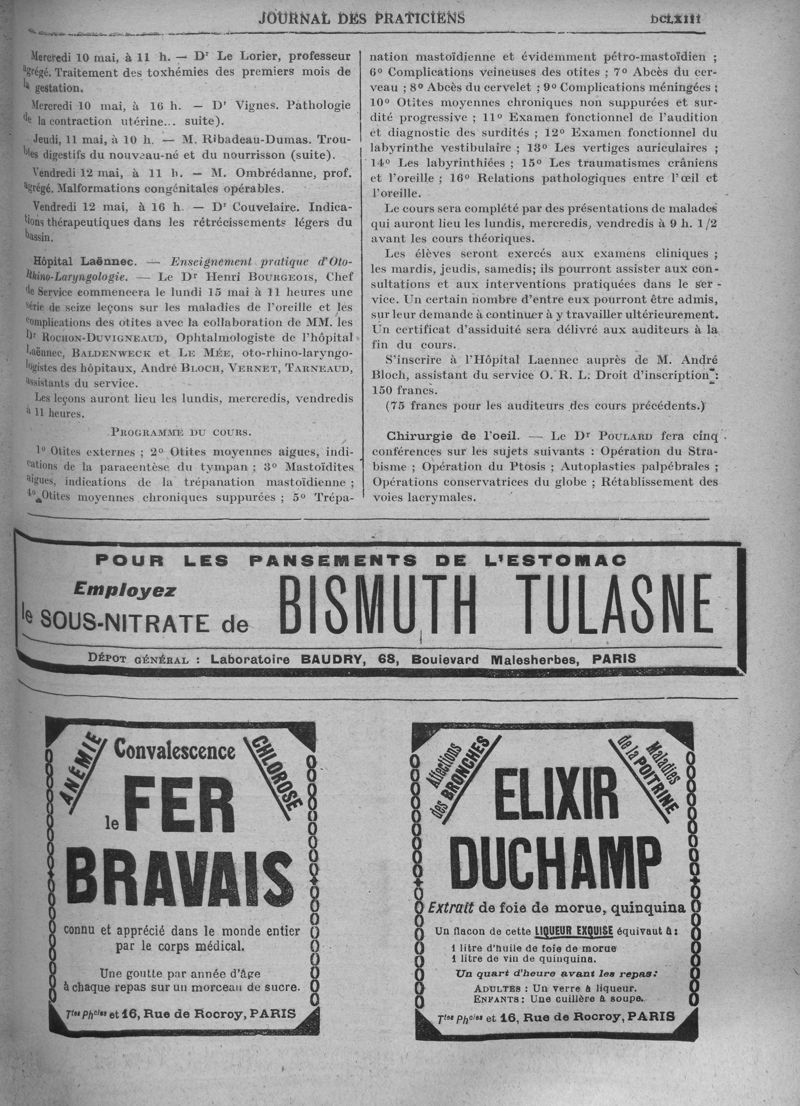 JOURNAL DES PRATICIENS
DCLXIII
Mercredi 10 mai, à 11 h. — Dr Le Lorier, professeur
agrégé. Traitement des toxhémies des premiers mois de
la gestation.
Mercredi 10 mai, à 16 h. — Dr Vignes. Pathologie
de la contraction utérine... suite).
Jeudi, 11 mai, à 10 h. — M. Ribadeau-Dumas. Trou-
bles digestifs du nouveau-né et du nourrisson (suite).
Vendredi 12 mai, à 11 h. — M. Ombrédanne, prof.
agrégé. Malformations congénitales opérables.
Vendredi 12 mai, à 16 h. — Dr Couvelaire. Indica-
tions thérapeutiques dans les rétrécissements légers du
bassin.
Hôpital Laënnec. — Enseignement pratique d'Oto-
Rhino-Laryngologie. — Le Dr Henri BOURGEOIS, Chef
de Service commencera le lundi 15 mai à 11 heures une
série de seize leçons sur les maladies de l'oreille et les
complications des otites avec la collaboration de MM. les
Dr ROCHON-DUVIGNEAUD, Ophtalmologiste de l'hôpital
Laënnec, BALDENWECK et LE MÉE, oto-rhino-laryngo-
logistes des hôpitaux, André BLOCH, VERNET, TARNEAUD,
assistants du service.
Les leçons auront lieu les lundis, mercredis, vendredis
à 11 heures.
PROGRAMME DU COURS.
1° Otites externes ; 2° Otites moyennes aigues, indi-
cations de la paraeentèse du tympan ; 3° Mastoïdites
aigues, indications de la trépanation mastoïdienne ;
4° Otites moyennes chroniques suppurées ; 5° Trépa-
nation mastoïdienne et évidemment pétro-mastoïdien ;
6° Complications veineuses des otites ; 7° Abcès du cer-
veau ; 8° Abcès du cervelet ; 9° Complications méningées ;
10° Otites moyennes chroniques non suppurées et sur-
dité progressive ; 11° Examen fonctionnel de l'audition
et diagnostic des surdités ; 12° Examen fonctionnel du
labyrinthe vestibulaire ; 13° Les vertiges auriculaires ;
14° Les labyrinthiées ; 15° Les traumatismes crâniens
et l'oreille ; 16° Relations pathologiques entre l'œil et
l'oreille.
Le cours sera complété par des présentations de malades
qui auront lieu les lundis, mercredis, vendredis à 9 h. 1/2
avant les cours théoriques.
Les élèves seront exercés aux examens cliniques ;
les mardis, jeudis, samedis; ils pourront assister aux con-
sultations et aux interventions pratiquées dans le ser-
vice. Un certain nombre d'entre eux pourront être admis,
sur leur demande à continuer à y travailler ultérieurement.
Un certificat d'assiduité sera délivré aux auditeurs à la
fin du cours.
S'inscrire à l'Hôpital Laennec auprès de M. André
Bloch, assistant du service O. R. L. Droit d'inscription :
150 francs.
(75 francs pour les auditeurs des cours précédents.)
Chirurgie de l'oeil. — Le Dr POULARD fera cinq
conférences sur les sujets suivants : Opération du Stra-
bisme ; Opération du Ptosis ; Autoplasties palpébrales ;
Opérations conservatrices du globe ; Rétablissement des
voies lacrymales.
POUR LES PANSEMENTS DE L'ESTOMAC
Employez
le SOUS-NITRATE de BISMUTH TULASNE
DÉPOT GÉNÉRAL : Laboratoire BAUDRY, 68, Boulevard Malesherbes, PARIS
ANÉMIE
Convalescence
CHLOROSE
le FER
BRAVAIS
connu et apprécié dans le monde entier
par le corps médical.
Une goutte par année d'âge
à chaque repas sur un morceau de sucre.
Ttes Phcies et 16, Rue de Rocroy, PARIS
Affections
des BRONCHES
Maladies
de la POITRINE
ELIXIR
DUCHAMP
Extrait de foie de morue, quinquina
Un flacon de cette LIQUEUR EXQUISE équivaut à :
1 litre d'huile de foie de morue
1 litre de vin de quinquina.
Un quart d'heure avant les repas :
ADULTES : Un verre à liqueur.
ENFANTS : Une cuillère à soupe.
Ttes Phcies et 16, Rue de Rocroy, PARIS